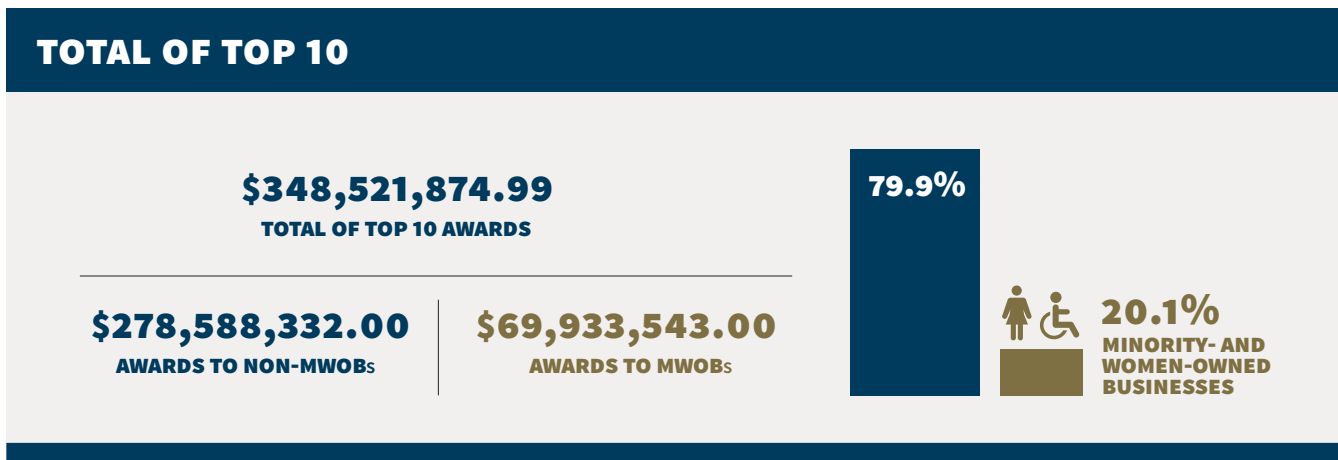 TOTAL OF TOP 10
$348,521,874.99
TOTAL OF TOP 10 AWARDS
$278,588,332.00
AWARDS TO NON-MWOBs
$69,933,543.00
AWARDS TO MWOBs
79.9%
20.1%
MINORITY- AND
WOMEN-OWNED
BUSINESSES